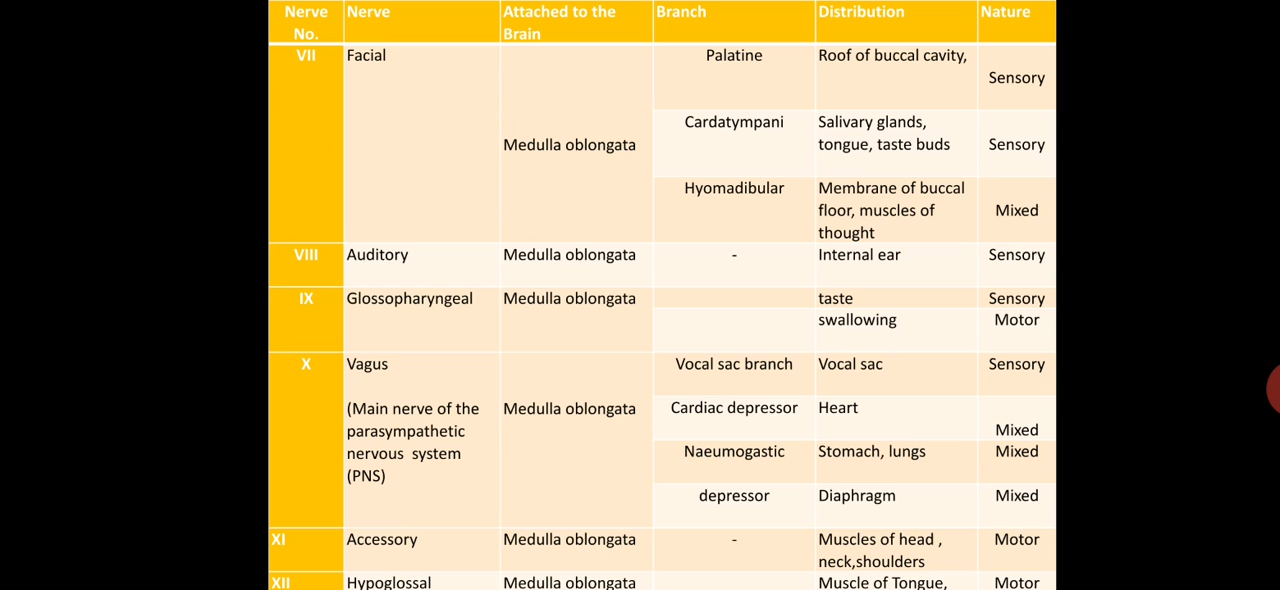 Nerve No. Nerve Attached to the Brain Branch Distribution Nature
VII Facial Medulla oblongata Palatine Roof of buccal cavity, Sensory
Cardatympani Salivary glands, tongue, taste buds Sensory
Hyomadibular Membrane of buccal floor, muscles of thought Mixed
VIII Auditory Medulla oblongata - Internal ear Sensory
IX Glossopharyngeal Medulla oblongata taste Sensory
swallowing Motor
X Vagus (Main nerve of the parasympathetic nervous system (PNS) Medulla oblongata Vocal sac branch Vocal sac Sensory
Cardiac depressor Heart Mixed
Naeumogastic Stomach, lungs Mixed
depressor Diaphragm Mixed
XI Accessory Medulla oblongata - Muscles of head , neck,shoulders Motor
XII Hypoglossal Medulla oblongata Muscle of Tongue, Motor